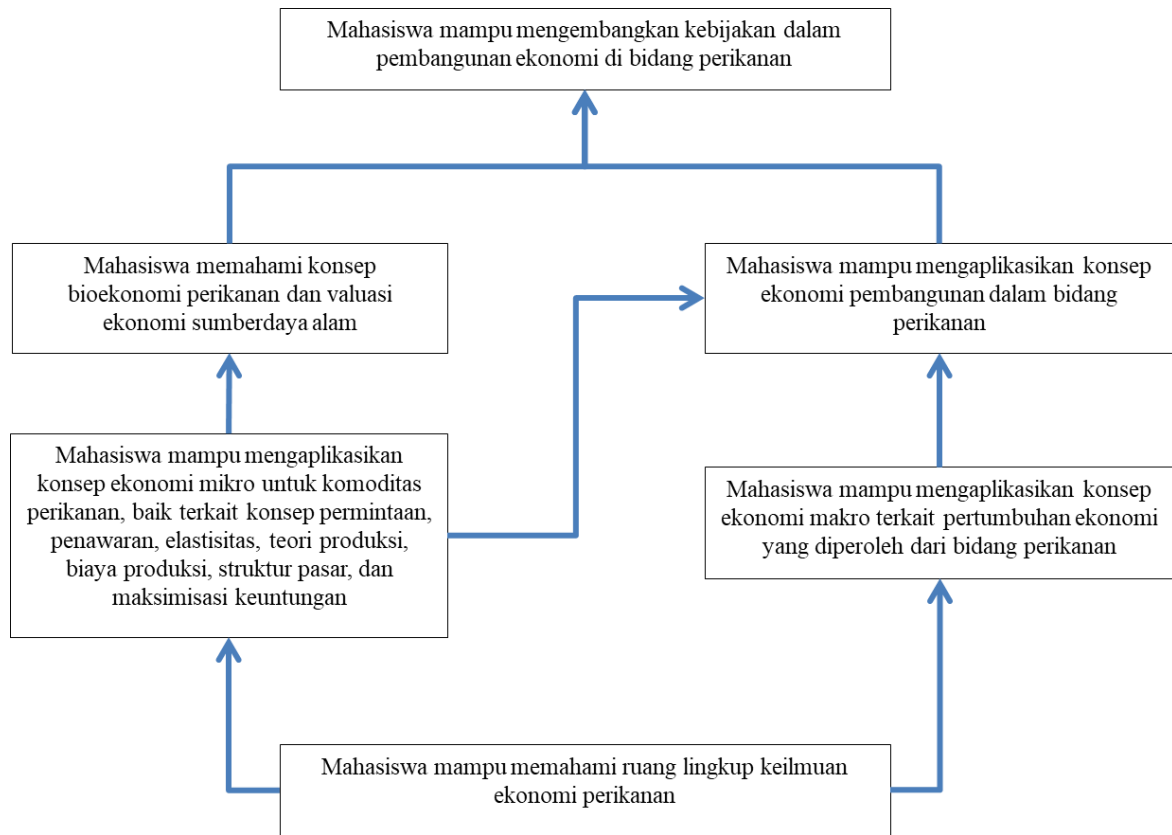 Mahasiswa mampu mengembangkan kebijakan dalam
pembangunan ekonomi di bidang perikanan
Mahasiswa memahami konsep
bioekonomi perikanan dan valuasi
ekonomi sumberdaya alam
Mahasiswa mampu mengaplikasikan konsep
ekonomi pembangunan dalam bidang
perikanan
Mahasiswa mampu mengaplikasikan
konsep ekonomi mikro untuk komoditas
perikanan, baik terkait konsep permintaan,
penawaran, elastisitas, teori produksi,
biaya produksi, struktur pasar, dan
maksimisasi keuntungan
Mahasiswa mampu mengaplikasikan konsep
ekonomi makro terkait pertumbuhan ekonomi
yang diperoleh dari bidang perikanan
Mahasiswa mampu memahami ruang lingkup keilmuan
ekonomi perikanan